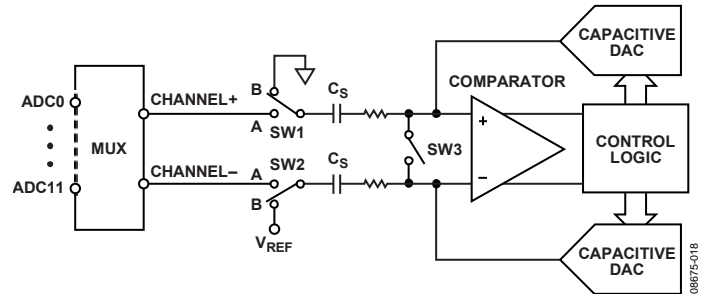 CAPACITIVE
DAC
B
CS
COMPARATOR
ADC0
CHANNEL+
A
SW1
+
MUX
SW3
CONTROL
LOGIC
SW2
CS
ADC11
CHANNEL–
A
–
B
VREF
CAPACITIVE
DAC
08675-018